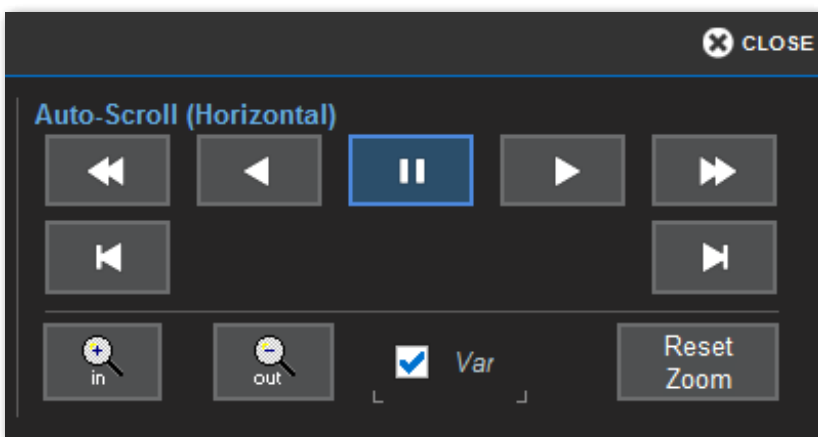 CLOSE
Auto-Scroll (Horizontal)
in
out
Var
Reset
Zoom